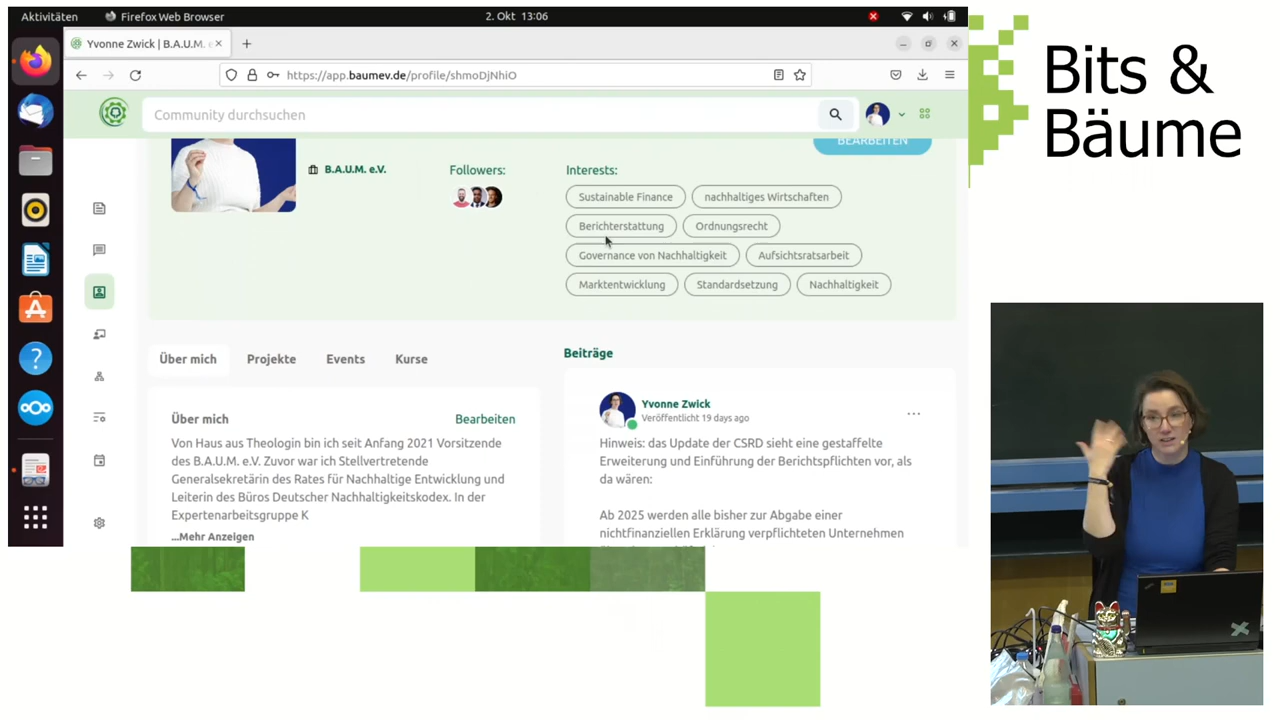 Aktivitäten
Firefox Web Browser
2. Okt 13:06
Yvonne Zwick | B.A.U.M. e
https://app.baumev.de/profile/shmoDjNhiO
Community durchsuchen
BEARBEITEN
B.A.U.M. e.V.
Followers:
Interests:
Sustainable Finance
nachhaltiges Wirtschaften
Berichterstattung
Ordnungsrecht
Governance von Nachhaltigkeit
Aufsichtsratsarbeit
Marktentwicklung
Standardsetzung
Nachhaltigkeit
Über mich
Projekte
Events
Kurse
Über mich
Bearbeiten
Von Haus aus Theologin bin ich seit Anfang 2021 Vorsitzende
des B.A.U.M. e.V. Zuvor war ich Stellvertretende
Generalsekretärin des Rates für Nachhaltige Entwicklung und
Leiterin des Büros Deutscher Nachhaltigkeitskodex. In der
Expertenarbeitsgruppe K
...Mehr Anzeigen
Beiträge
Yvonne Zwick
Veröffentlicht 19 days ago
Hinweis: das Update der CSRD sieht eine gestaffelte
Erweiterung und Einführung der Berichtspflichten vor, als
da wären:
Ab 2025 werden alle bisher zur Abgabe einer
nichtfinanziellen Erklärung verpflichteten Unternehmen
Bits &
Bäume